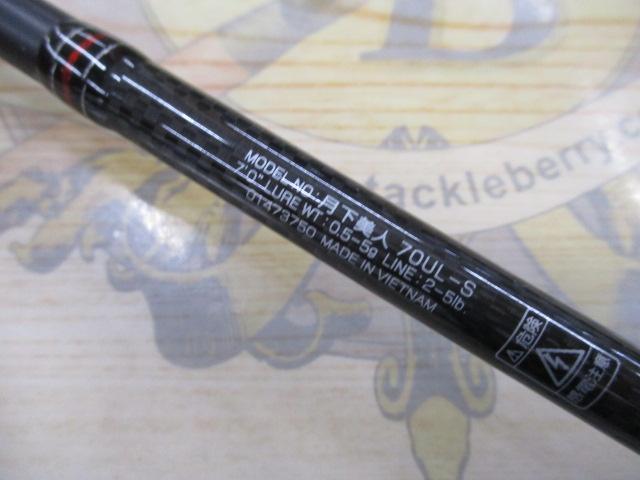 MODEL NO.: 月下美人 70UL-S
7'0" LURE WT.: 0.5-5g LINE: 2-5lb.
01473750 MADE IN VIETNAM
危険
感電注意
tackleberry.c
B